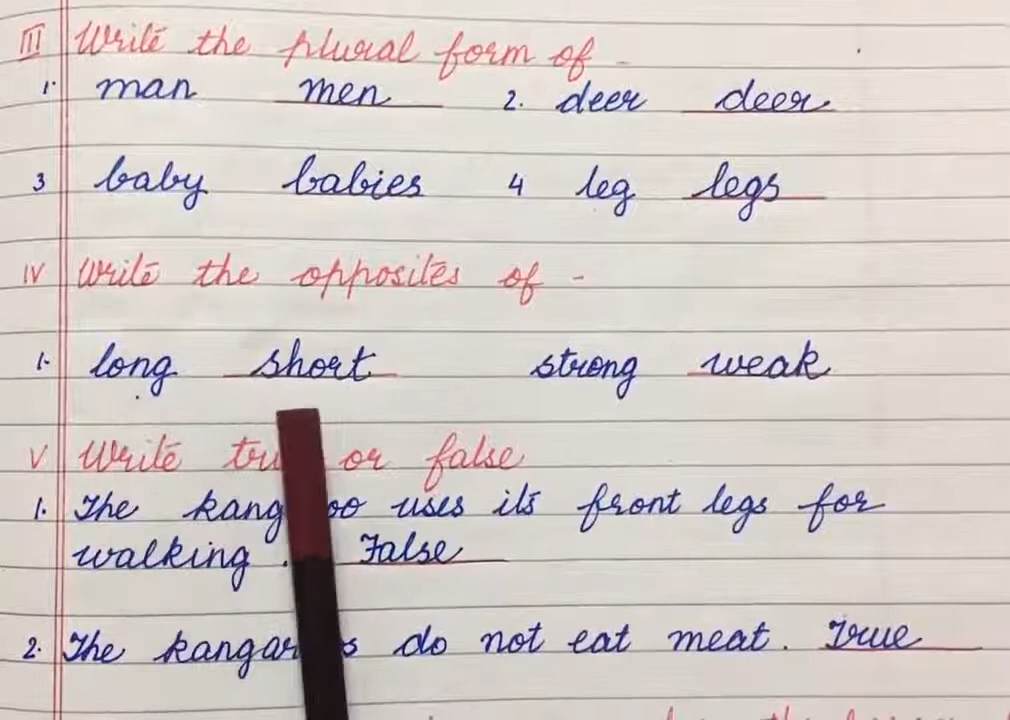 III Write the plural form of -
1. man men 2. deer deer
3 baby babies 4 leg legs
IV Write the opposites of -
1. long short strong weak
V Write or false
1. The uses its front legs for
walking. False
2. The do not eat meat. True